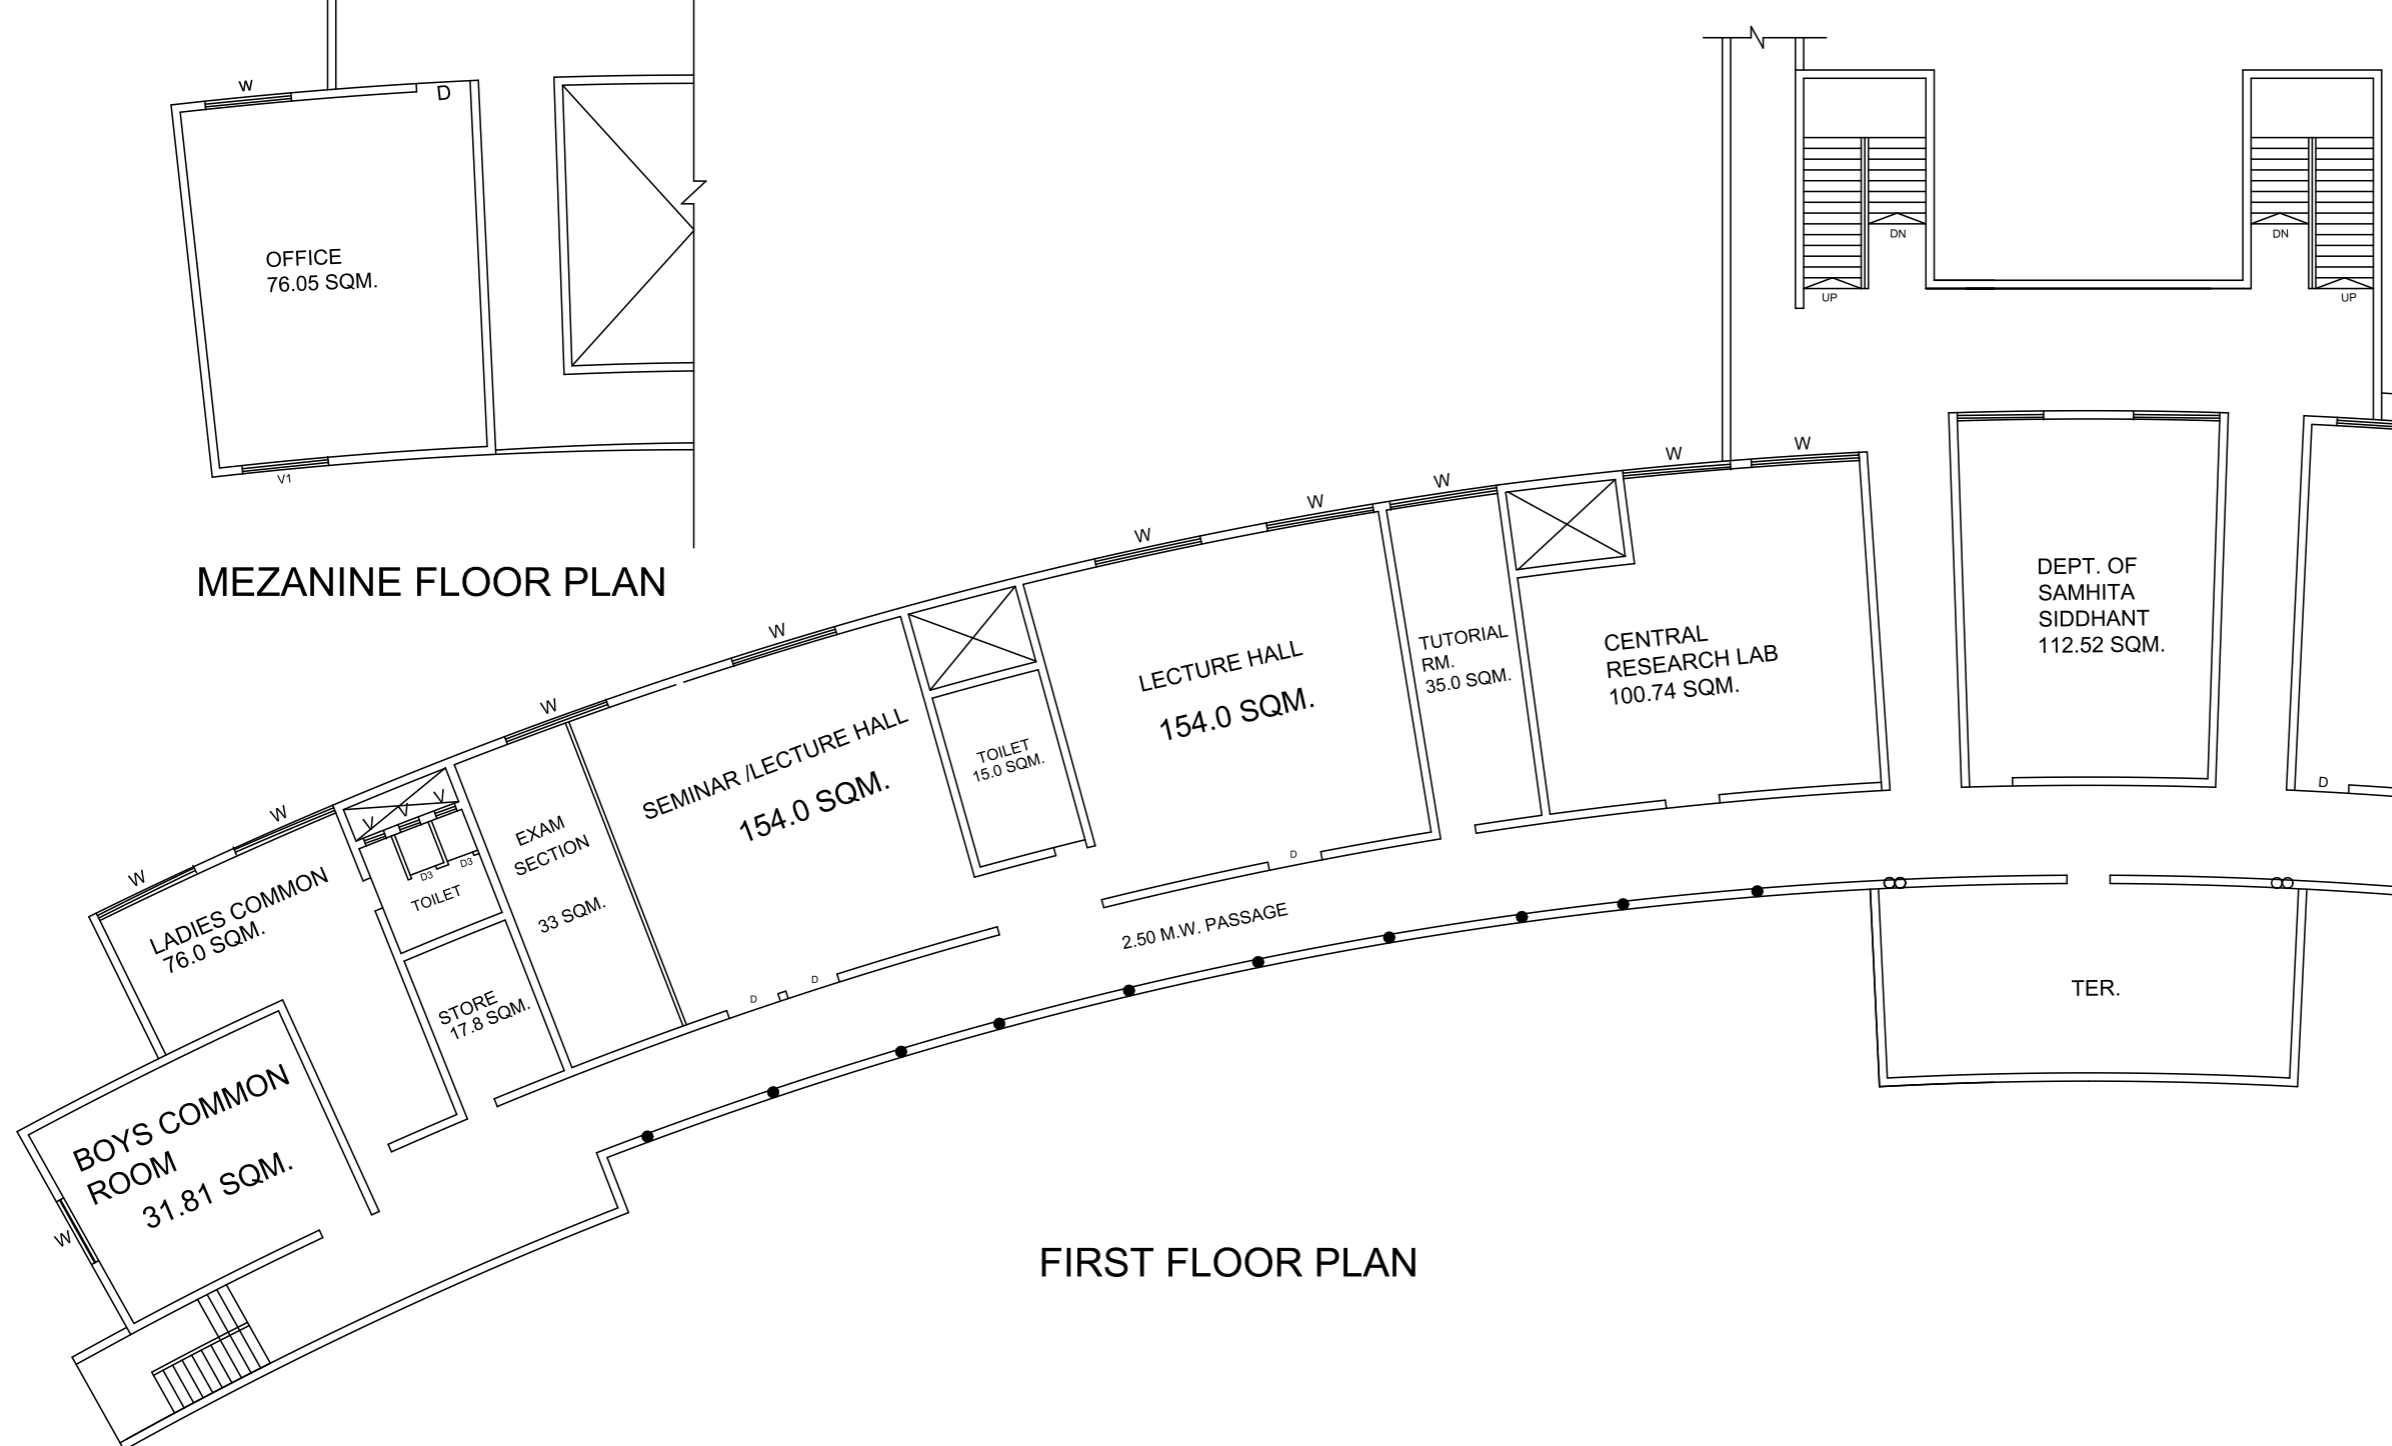 W
D
OFFICE
76.05 SQM.
V1
MEZANINE FLOOR PLAN
DN
UP
DN
UP
W
W
W
W
W
W
W
W
W
W
LADIES COMMON
76.0 SQM.
V
V
V
D3
D3
TOILET
STORE
17.8 SQM.
EXAM
SECTION
33 SQM.
SEMINAR /LECTURE HALL
154.0 SQM.
D
D
TOILET
15.0 SQM.
LECTURE HALL
154.0 SQM.
D
TUTORIAL
RM.
35.0 SQM.
CENTRAL
RESEARCH LAB
100.74 SQM.
DEPT. OF
SAMHITA
SIDDHANT
112.52 SQM.
D
2.50 M.W. PASSAGE
TER.
BOYS COMMON
ROOM
31.81 SQM.
W
FIRST FLOOR PLAN